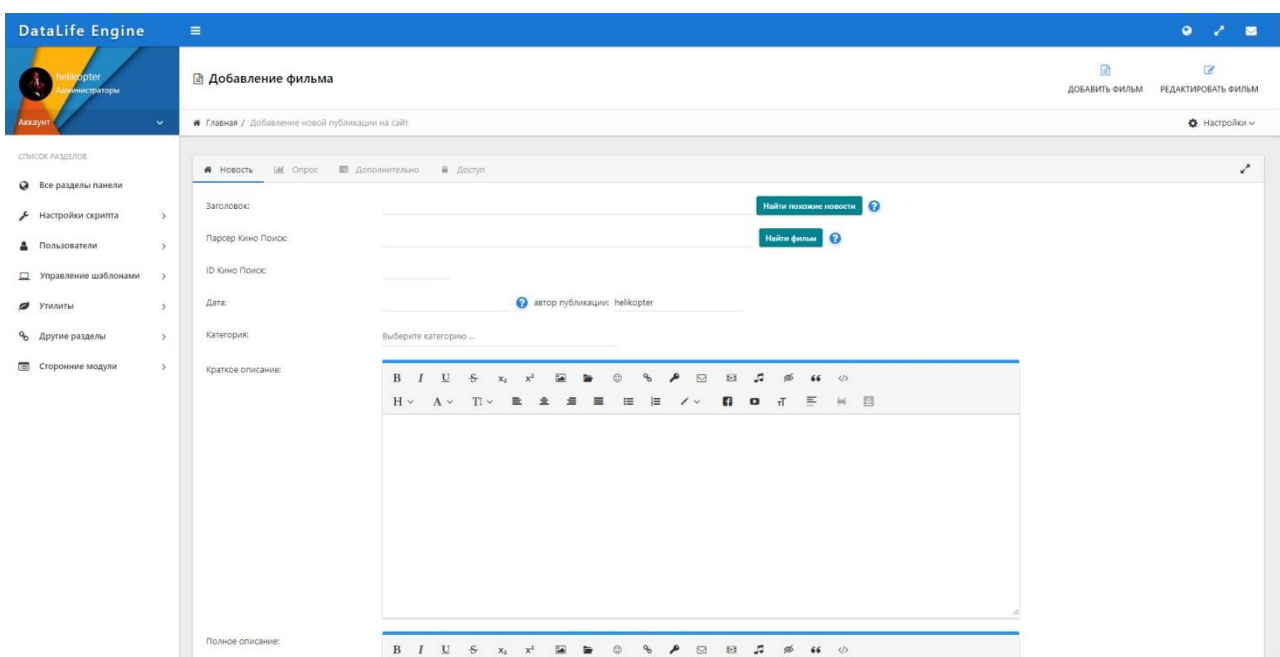 DataLife Engine
helikopter
Администраторы
Аккаунт
Добавление фильма
ДОБАВИТЬ ФИЛЬМ
РЕДАКТИРОВАТЬ ФИЛЬМ
Главная / Добавление новой публикации на сайт
Настройки
СПИСОК РАЗДЕЛОВ
Все разделы панели
Настройки скрипта
Пользователи
Управление шаблонами
Утилиты
Другие разделы
Сторонние модули
Новость Опрос Дополнительно Доступ
Заголовок: Найти похожие новости
Парсер Кино Поиск: Найти фильм
ID Кино Поиск:
Дата: автор публикации: helikopter
Категория: Выберите категорию ...
Краткое описание:
Полное описание: